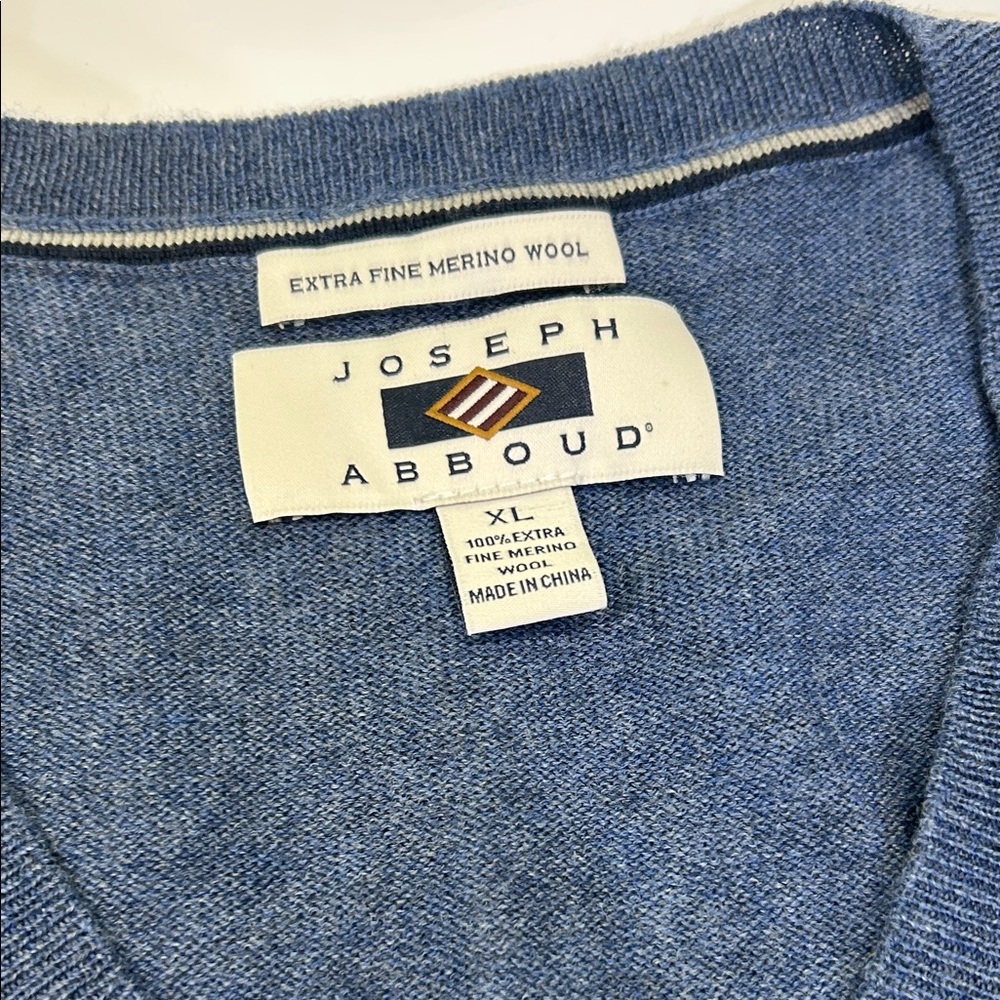 EXTRA FINE MERINO WOOL
JOSEPH
ABBOUD®
XL
100% EXTRA
FINE MERINO
WOOL
MADE IN CHINA